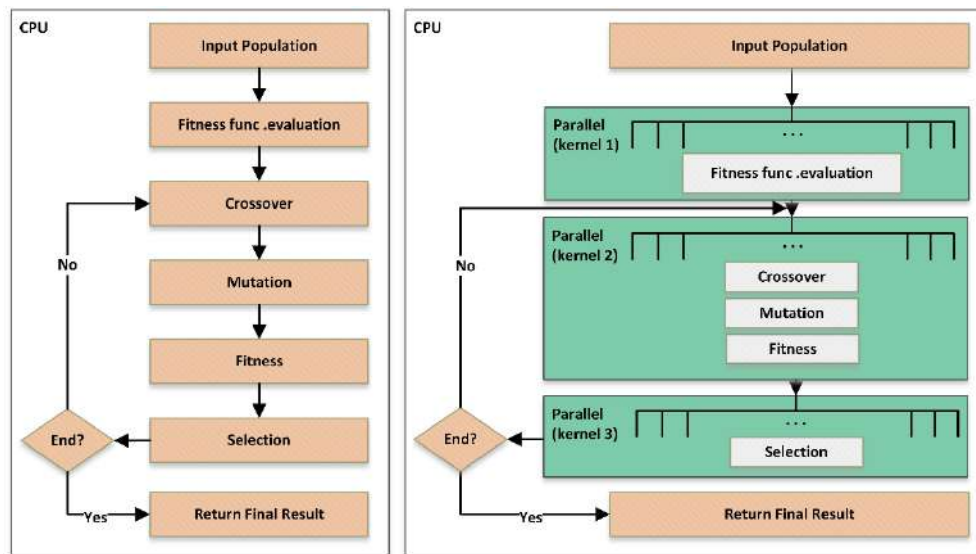 CPU
Input Population
Fitness func .evaluation
Crossover
No
Mutation
Fitness
End?
Selection
Yes
Return Final Result
CPU
Input Population
Parallel
(kernel 1)
...
Fitness func .evaluation
Parallel
(kernel 2)
...
No
Crossover
Mutation
Fitness
Parallel
(kernel 3)
...
End?
Selection
Yes
Return Final Result